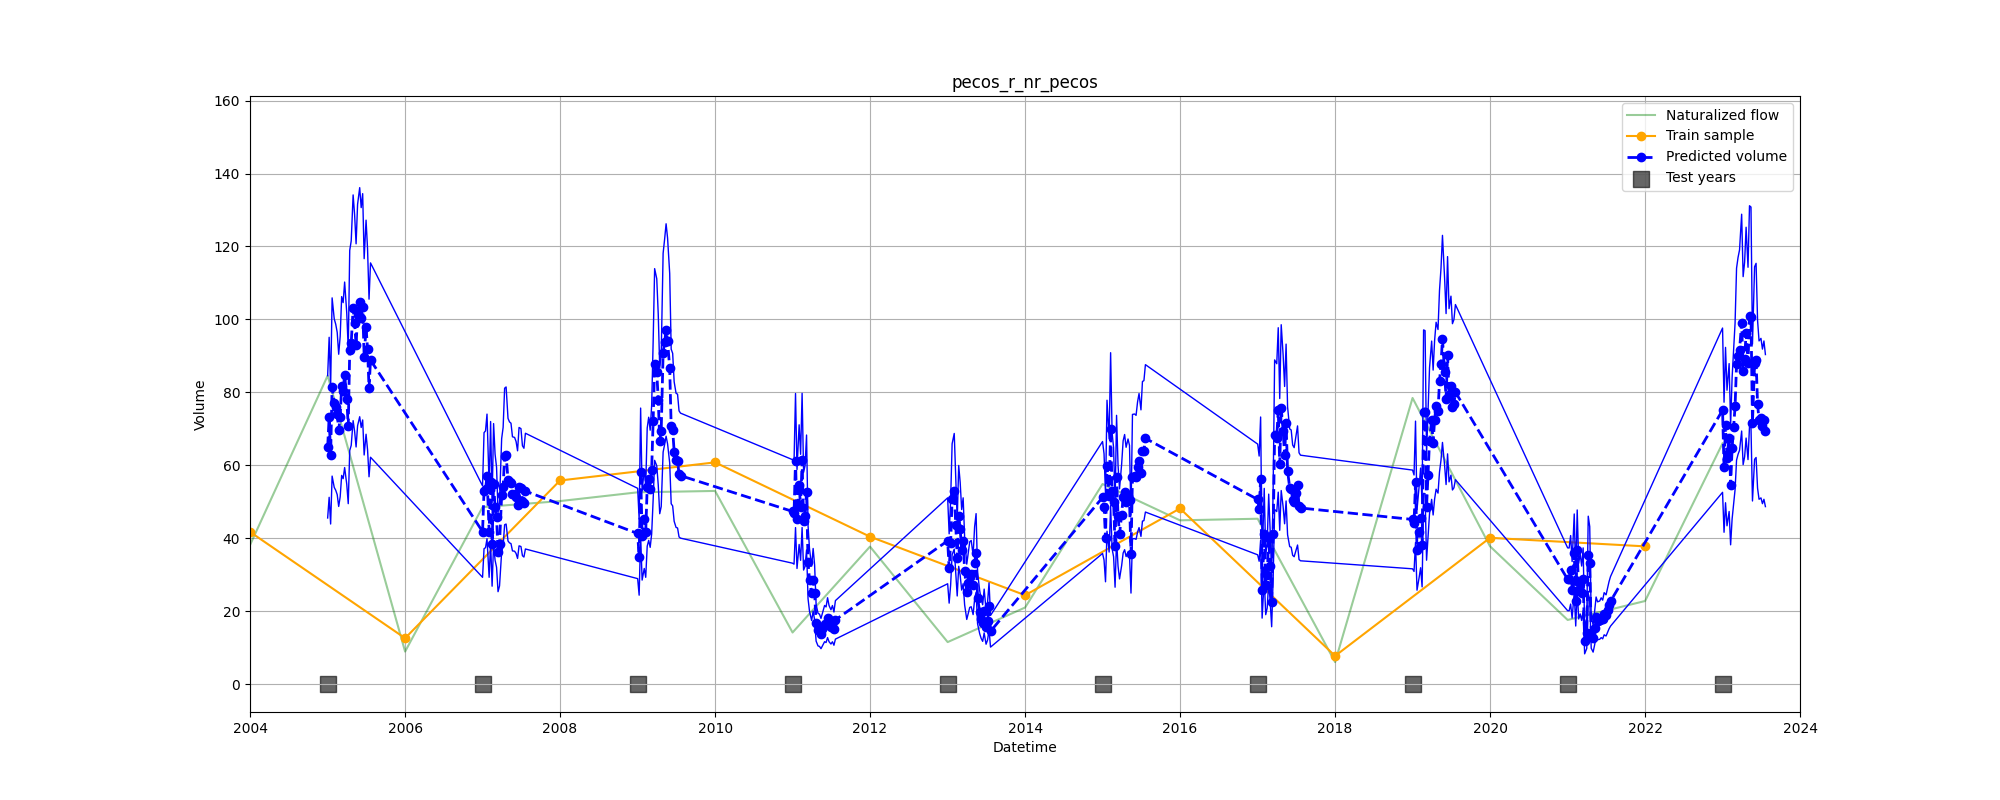 pecos_r_nr_pecos
160
140
120
100
80
60
40
20
0
Volume
Naturalized flow
Train sample
Predicted volume
Test years
2004 2006 2008 2010 2012 2014 2016 2018 2020 2022 2024
Datetime